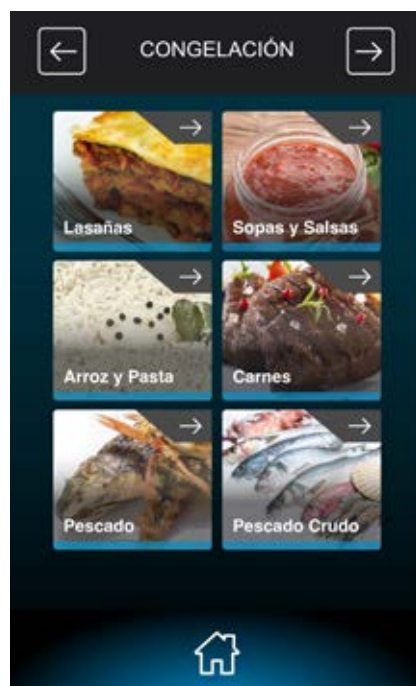 CONGELACIÓN
Lasañas
Sopas y Salsas
Arroz y Pasta
Carnes
Pescado
Pescado Crudo